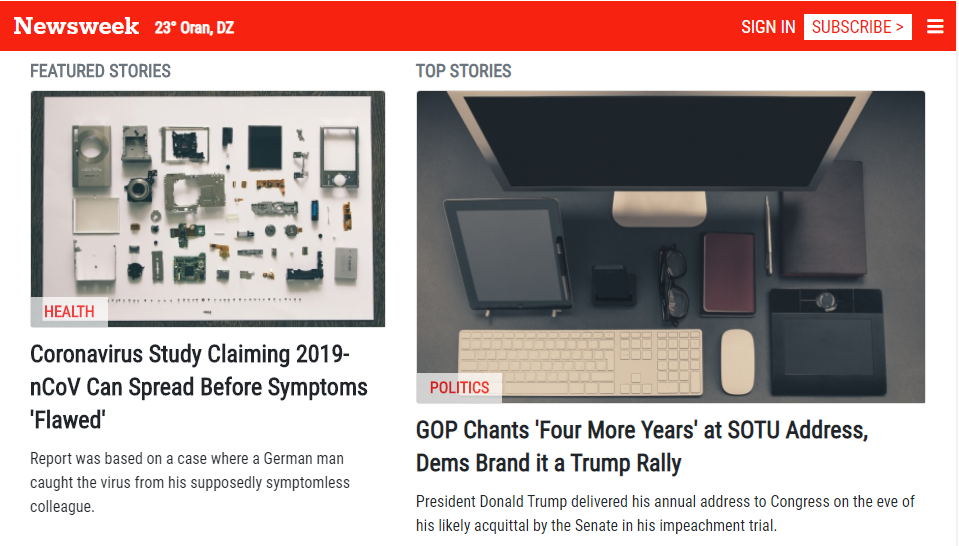 Newsweek 23° Oran, DZ SIGN IN SUBSCRIBE >
FEATURED STORIES
HEALTH
Coronavirus Study Claiming 2019-
nCoV Can Spread Before Symptoms
'Flawed'
Report was based on a case where a German man
caught the virus from his supposedly symptomless
colleague.
TOP STORIES
POLITICS
GOP Chants 'Four More Years' at SOTU Address,
Dems Brand it a Trump Rally
President Donald Trump delivered his annual address to Congress on the eve of
his likely acquittal by the Senate in his impeachment trial.